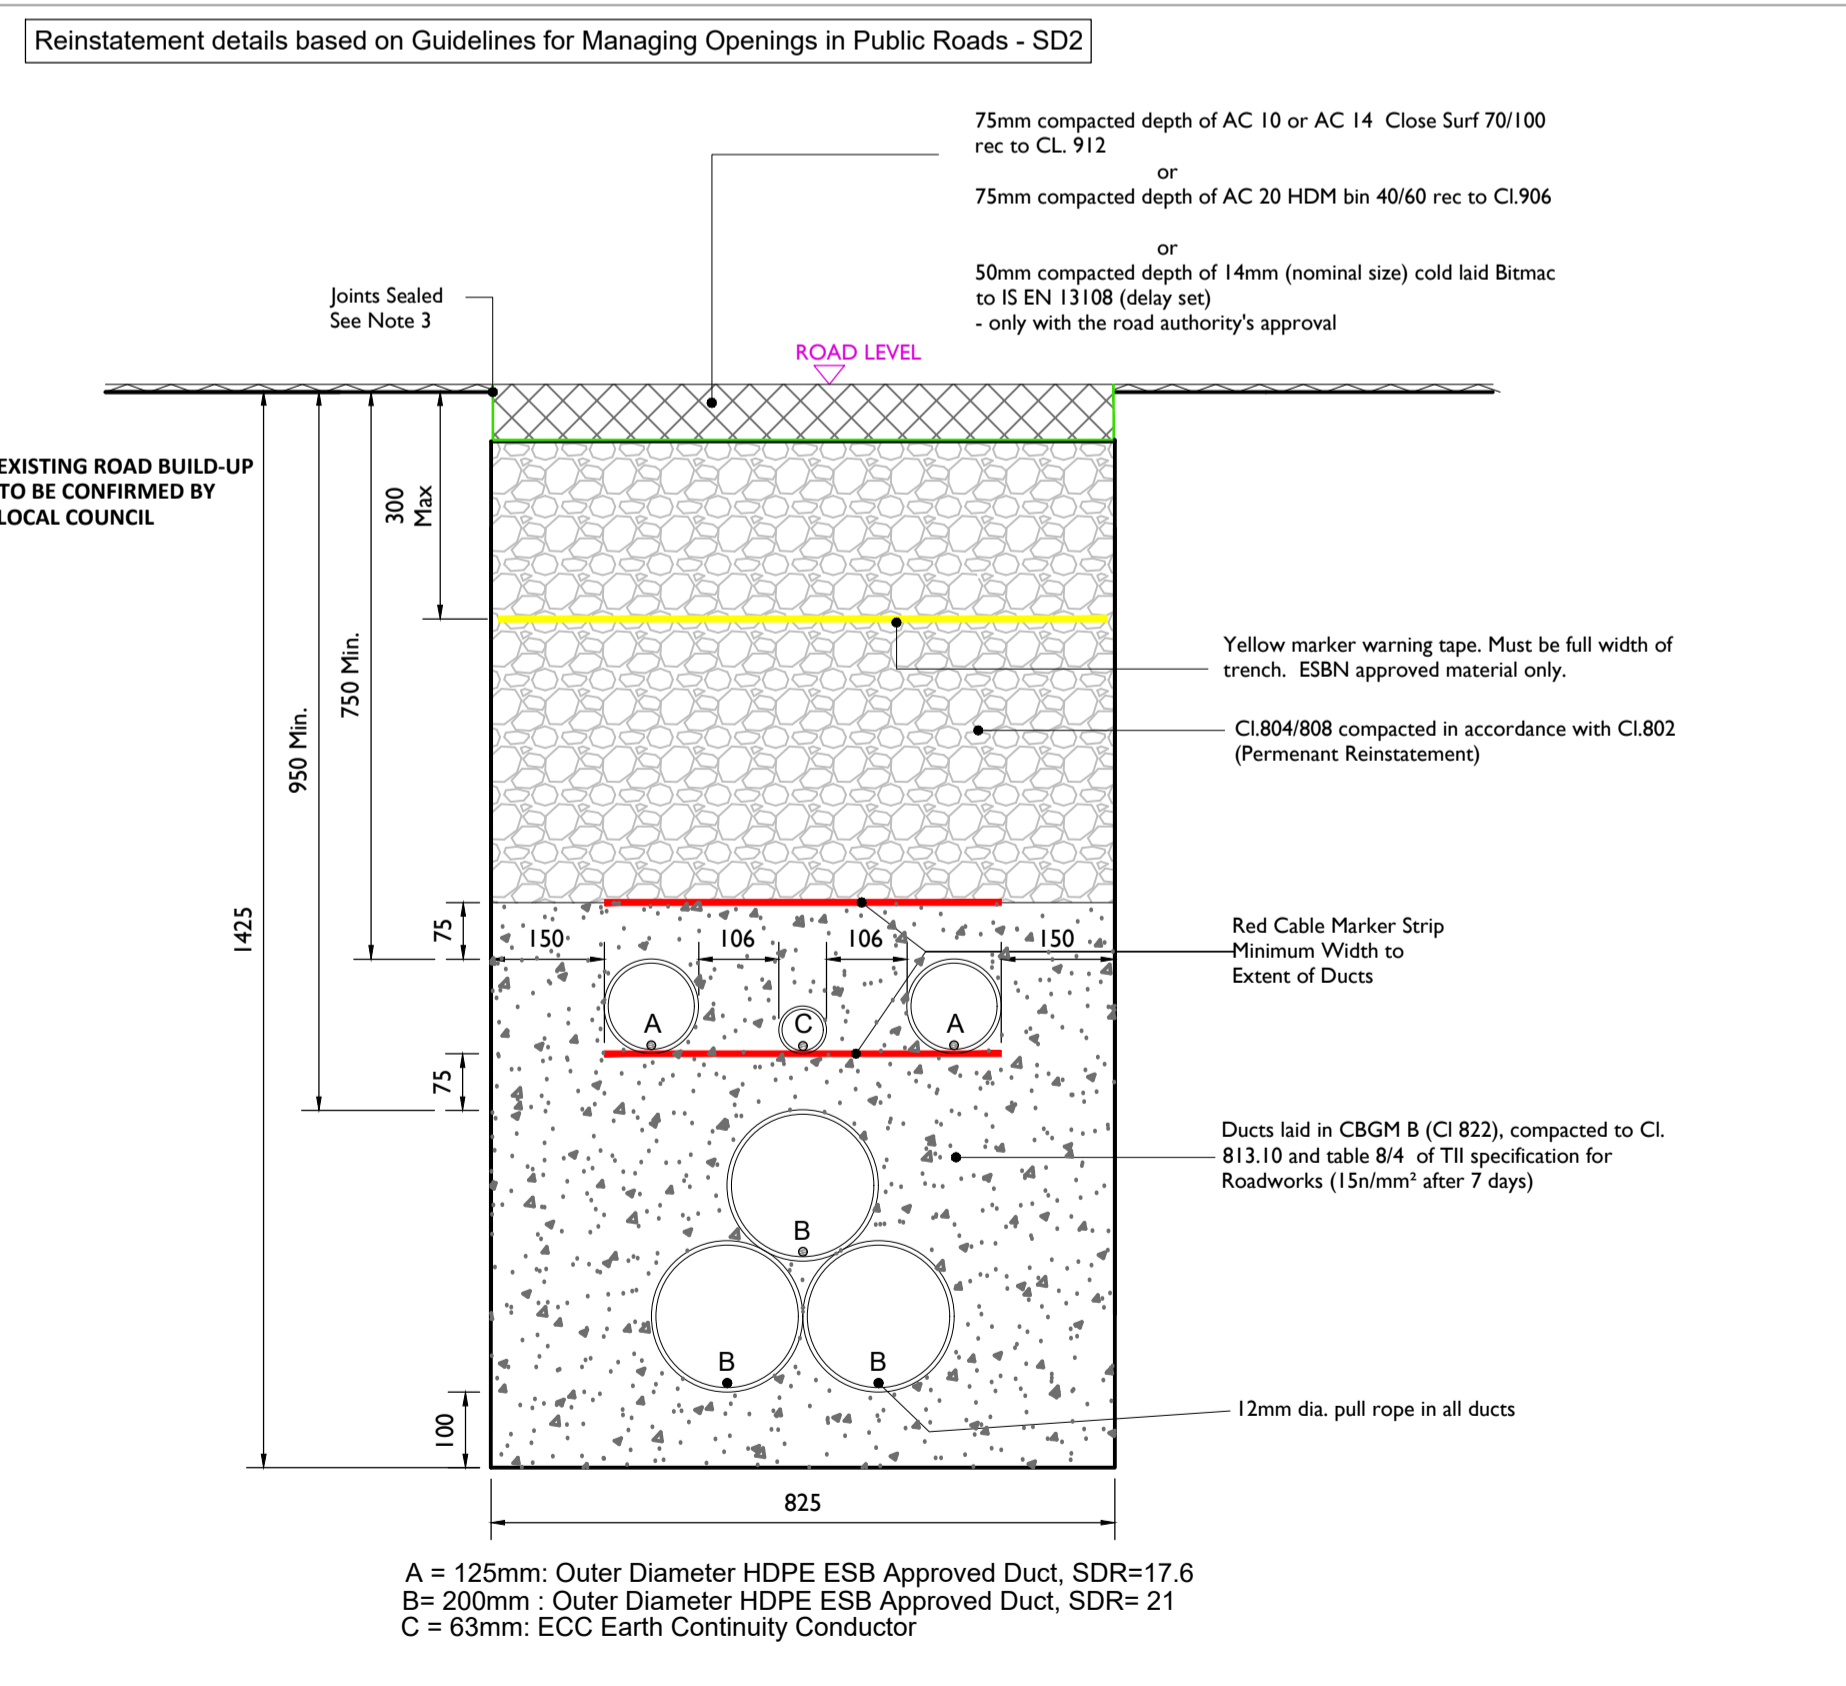 Reinstatement details based on Guidelines for Managing Openings in Public Roads - SD2
75mm compacted depth of AC 10 or AC 14 Close Surf 70/100
rec to CL. 912
or
75mm compacted depth of AC 20 HDM bin 40/60 rec to Cl.906
or
50mm compacted depth of 14mm (nominal size) cold laid Bitmac
to IS EN 13108 (delay set)
- only with the road authority's approval
Joints Sealed
See Note 3
ROAD LEVEL
EXISTING ROAD BUILD-UP
TO BE CONFIRMED BY
LOCAL COUNCIL
300
Max
750 Min.
950 Min.
1425
Yellow marker warning tape. Must be full width of
trench. ESBN approved material only.
Cl.804/808 compacted in accordance with Cl.802
(Permenant Reinstatement)
75
150
106
106
150
Red Cable Marker Strip
Minimum Width to
Extent of Ducts
A
C
A
75
Ducts laid in CBGM B (Cl 822), compacted to Cl.
813.10 and table 8/4 of TII specification for
Roadworks (15n/mm² after 7 days)
B
B
B
100
12mm dia. pull rope in all ducts
825
A = 125mm: Outer Diameter HDPE ESB Approved Duct, SDR=17.6
B= 200mm : Outer Diameter HDPE ESB Approved Duct, SDR= 21
C = 63mm: ECC Earth Continuity Conductor